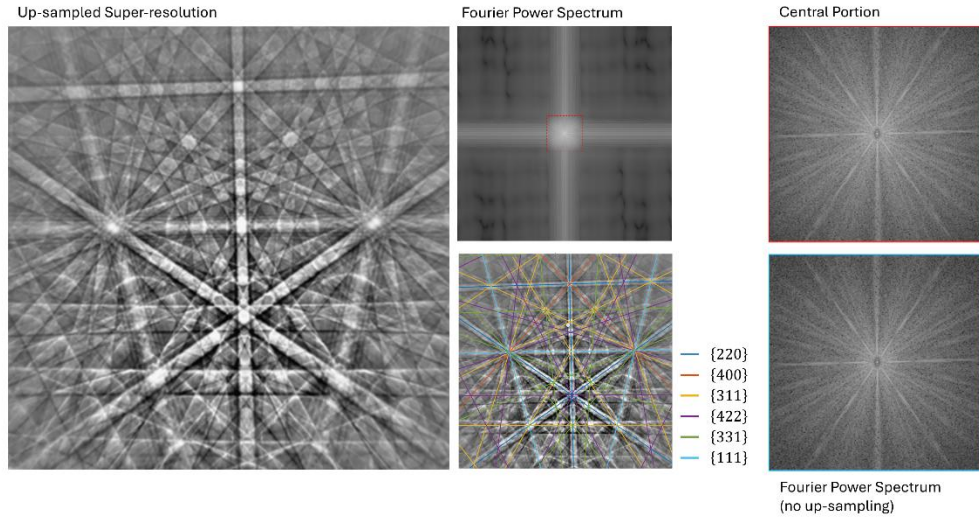 Up-sampled Super-resolution
Fourier Power Spectrum
Central Portion
{220}
{400}
{311}
{422}
{331}
{111}
Fourier Power Spectrum
(no up-sampling)